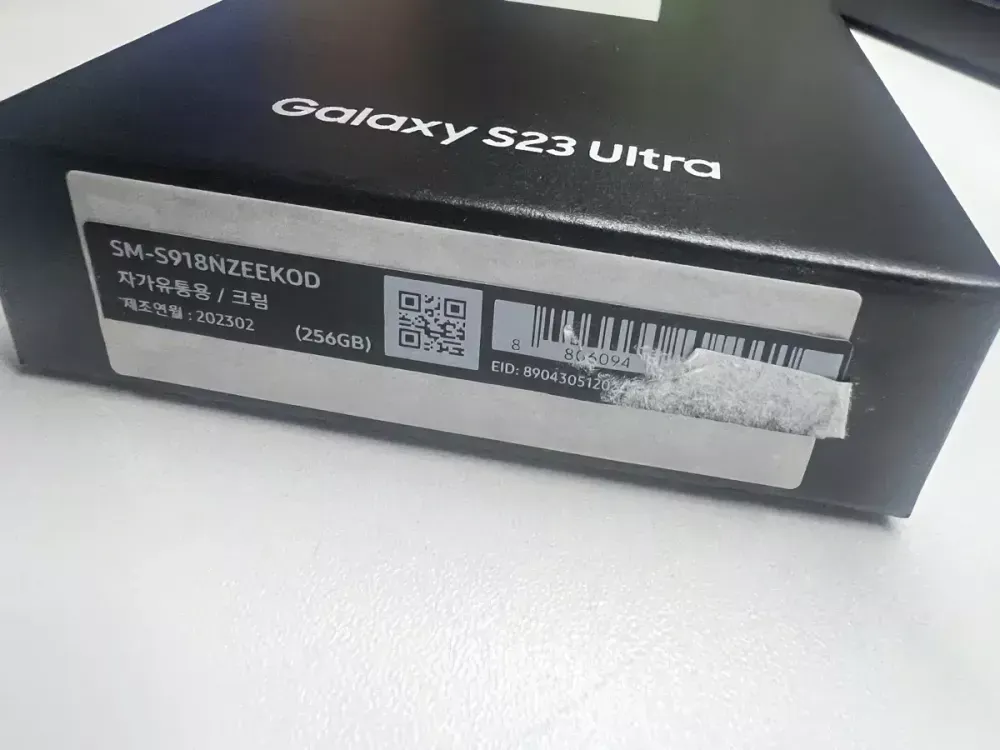 Galaxy S23 Ultra
SM-S918NZEEKOD
자가유통용 / 크림
제조연월 : 202302
(256GB)
8 806094
EID: 8904305120